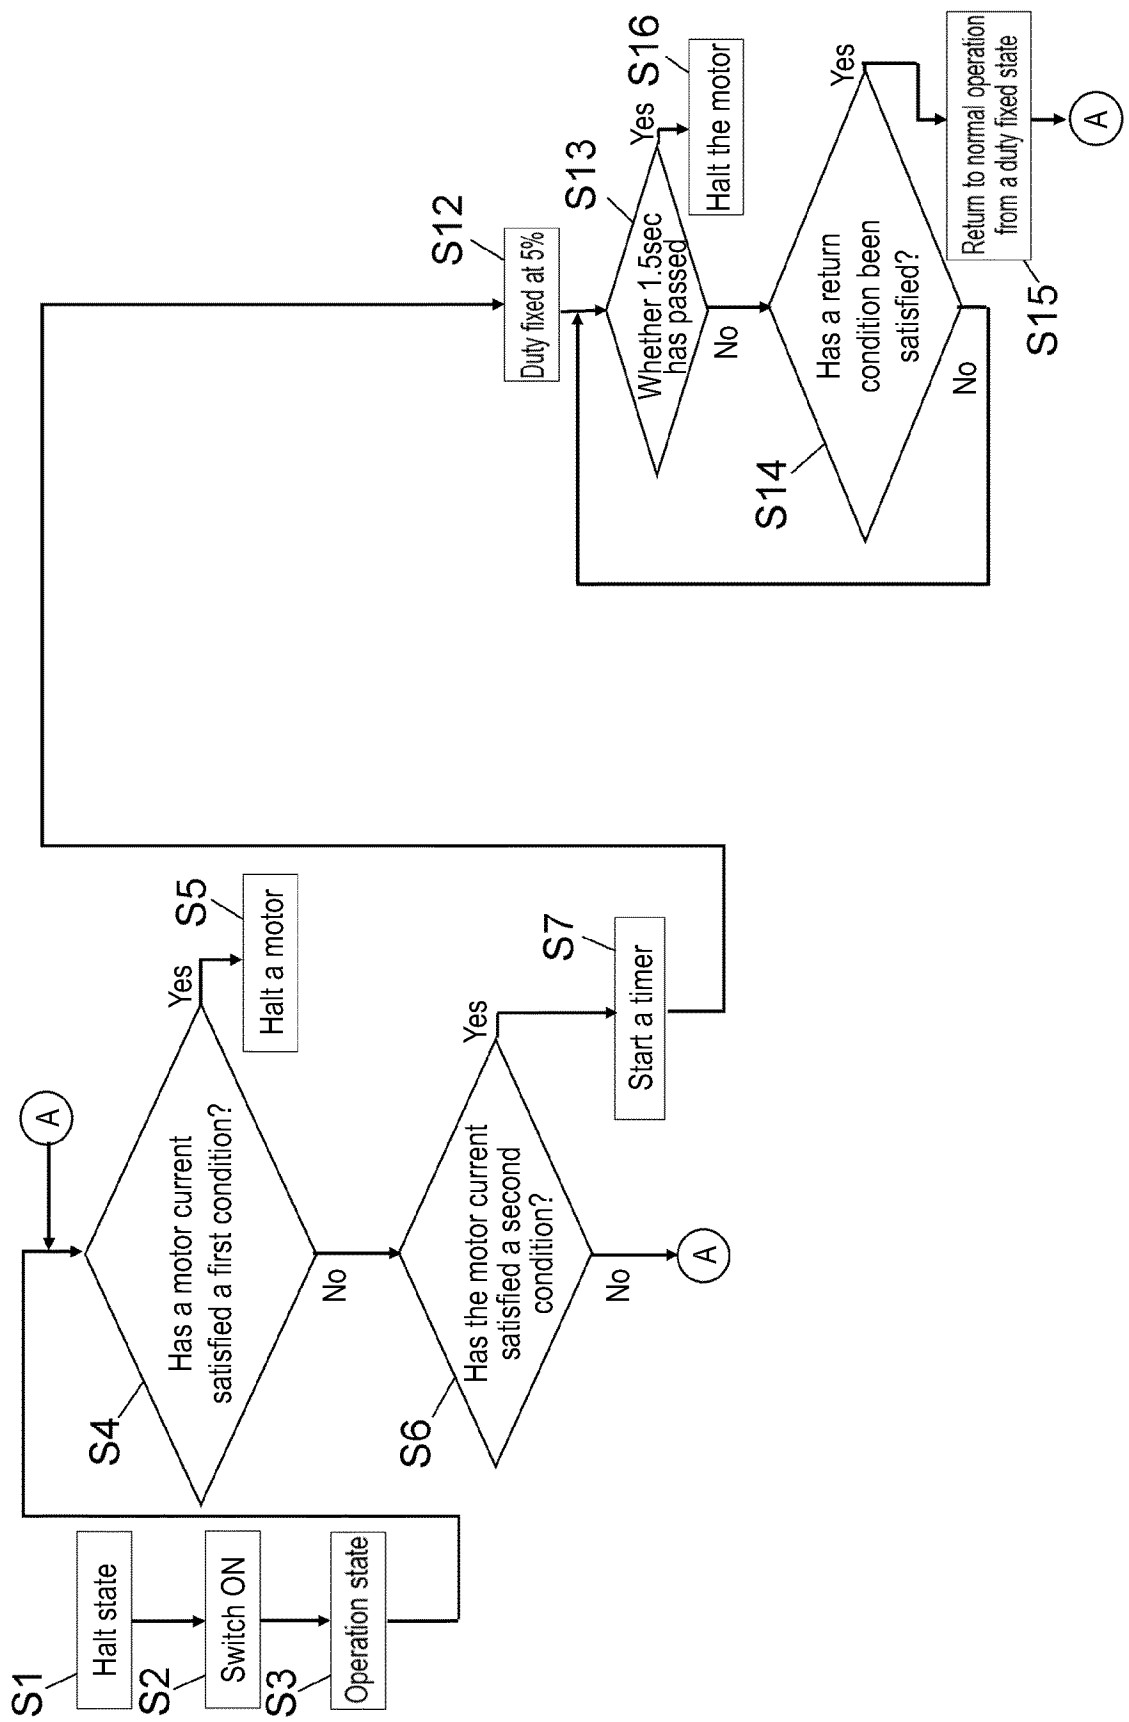 S1
Halt state
S2
Switch ON
S3
Operation state
A
S4
Has a motor current
satisfied a first condition?
Yes
S5
Halt a motor
No
S6
Has the motor current
satisfied a second
condition?
Yes
S7
Start a timer
No
A
S12
Duty fixed at 5%
S13
Whether 1.5sec
has passed
Yes
S16
Halt the motor
No
S14
Has a return
condition been
satisfied?
Yes
No
S15
Return to normal operation
from a duty fixed state
A